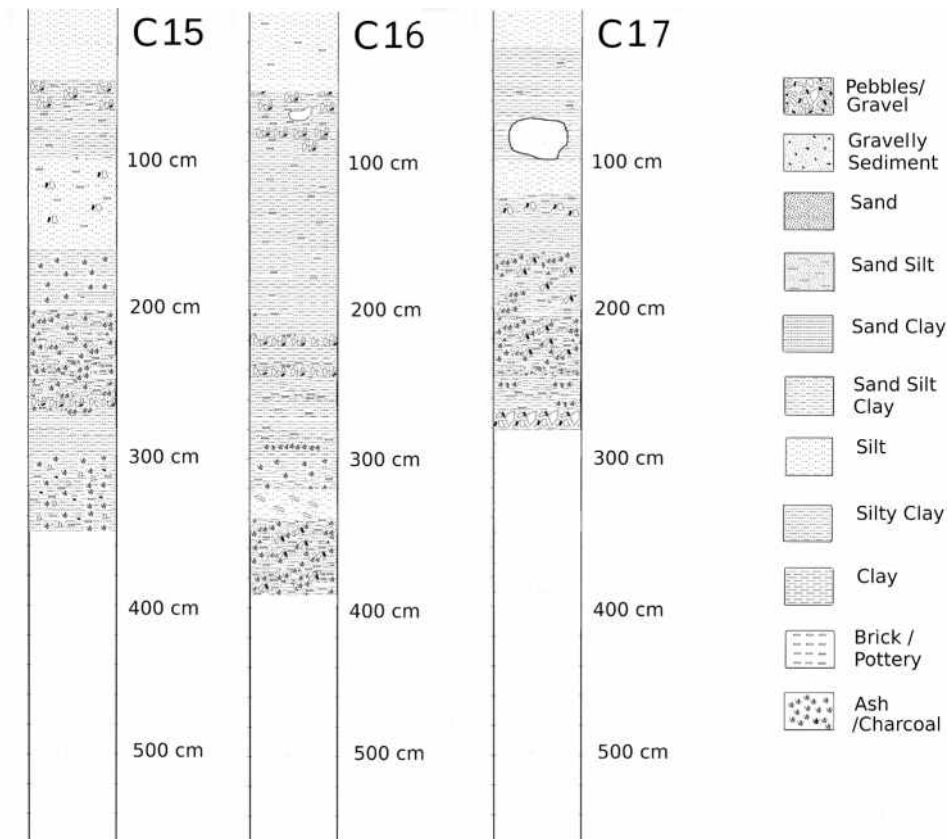 C15
100 cm
200 cm
300 cm
400 cm
500 cm
C16
100 cm
200 cm
300 cm
400 cm
500 cm
C17
100 cm
200 cm
300 cm
400 cm
500 cm
Pebbles/
Gravel
Gravelly
Sediment
Sand
Sand Silt
Sand Clay
Sand Silt
Clay
Silt
Silty Clay
Clay
Brick /
Pottery
Ash
/Charcoal